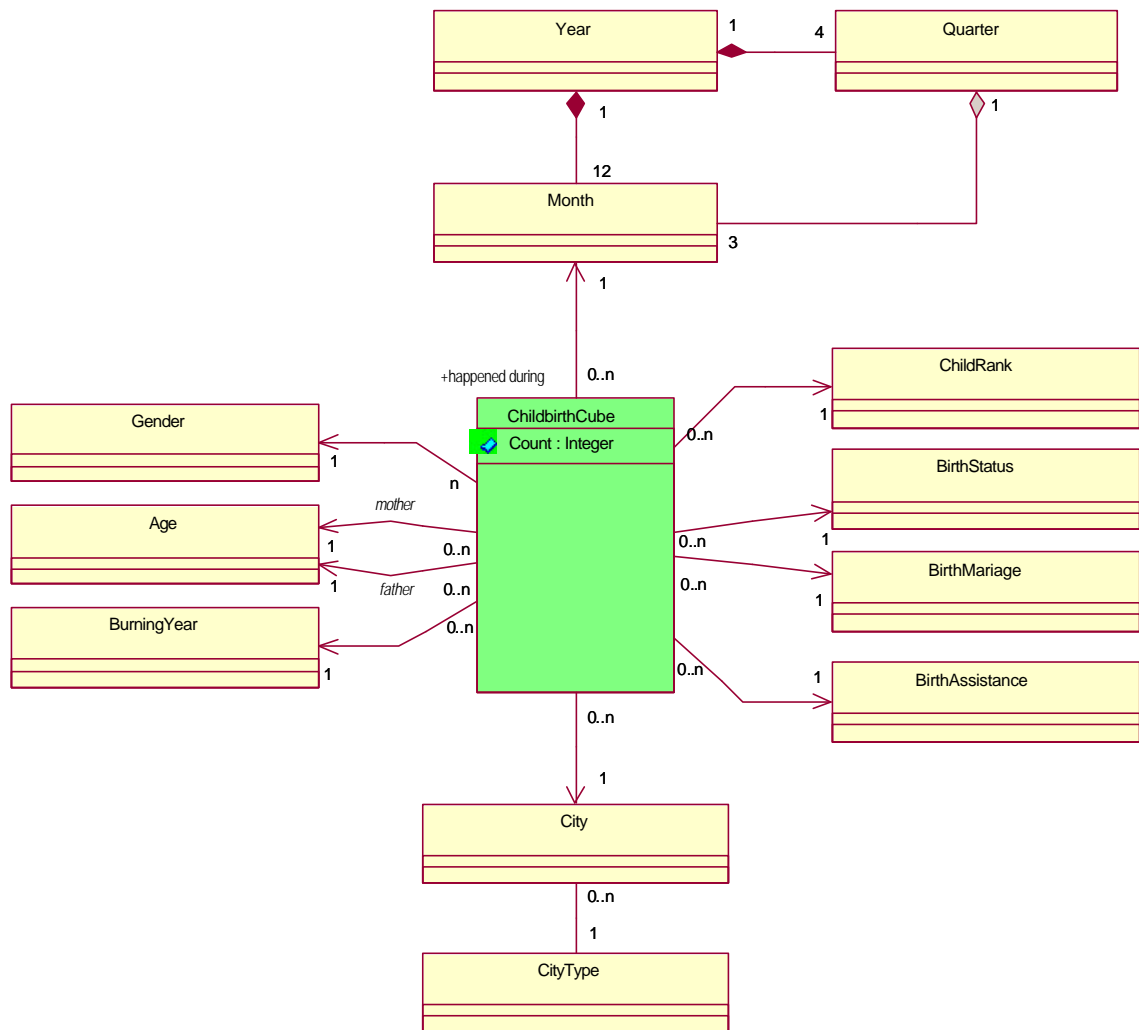 Year
1
4
Quarter
1
1
12
Month
3
1
+happened during
0..n
ChildRank
1
Gender
1
ChildbirthCube
Count : Integer
0..n
n
BirthStatus
1
mother
Age
1
0..n
0..n
father
1
0..n
0..n
BirthMariage
1
BurningYear
1
0..n
0..n
1
BirthAssistance
0..n
1
City
0..n
1
CityType